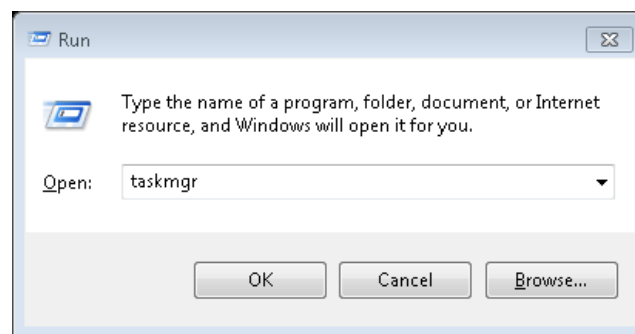 Run
Type the name of a program, folder, document, or Internet
resource, and Windows will open it for you.
Open: taskmgr
OK Cancel Browse...